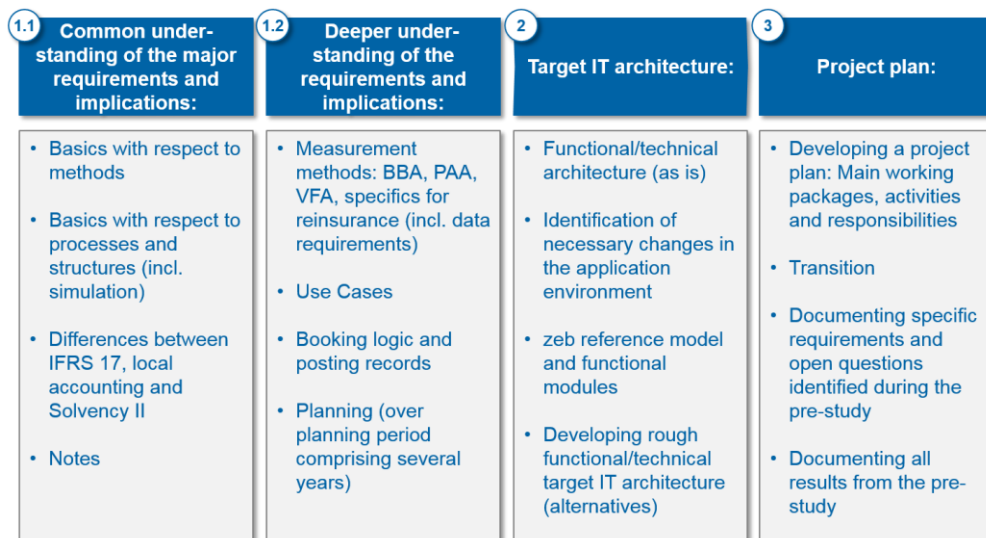 1.1
Common under-
standing of the major
requirements and
implications:
• Basics with respect to
methods
• Basics with respect to
processes and
structures (incl.
simulation)
• Differences between
IFRS 17, local
accounting and
Solvency II
• Notes
1.2
Deeper under-
standing of the
requirements and
implications:
• Measurement
methods: BBA, PAA,
VFA, specifics for
reinsurance (incl. data
requirements)
• Use Cases
• Booking logic and
posting records
• Planning (over
planning period
comprising several
years)
2
Target IT architecture:
• Functional/technical
architecture (as is)
• Identification of
necessary changes in
the application
environment
• zeb reference model
and functional
modules
• Developing rough
functional/technical
target IT architecture
(alternatives)
3
Project plan:
• Developing a project
plan: Main working
packages, activities
and responsibilities
• Transition
• Documenting specific
requirements and
open questions
identified during the
pre-study
• Documenting all
results from the pre-
study